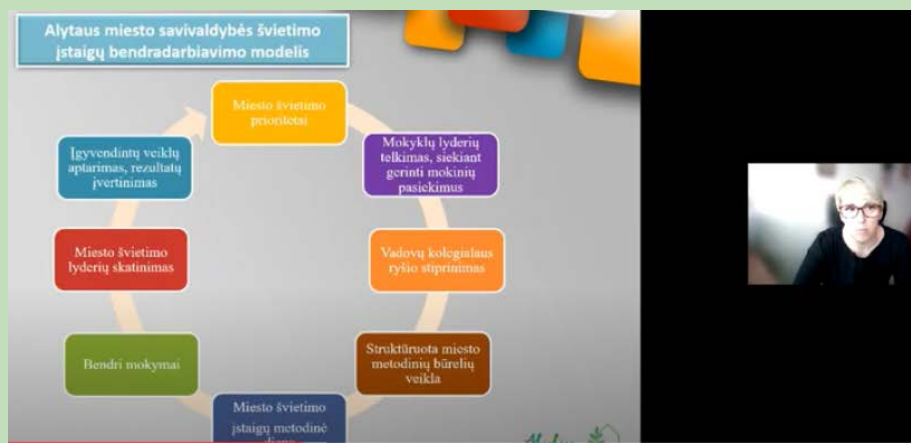 Alytaus miesto savivaldybės švietimo
įstaigų bendradarbiavimo modelis
Miesto švietimo
prioritetai
Mokyklų lyderių
telkimas, siekiant
gerinti mokinių
pasiekimus
Vadovų kolegialaus
ryšio stiprinimas
Struktūruota miesto
metodinių būrelių
veikla
Miesto švietimo
įstaigų metodinė
diena
Bendri mokymai
Miesto švietimo
lyderių skatinimas
Įgyvendintų veiklų
aptarimas, rezultatų
įvertinimas